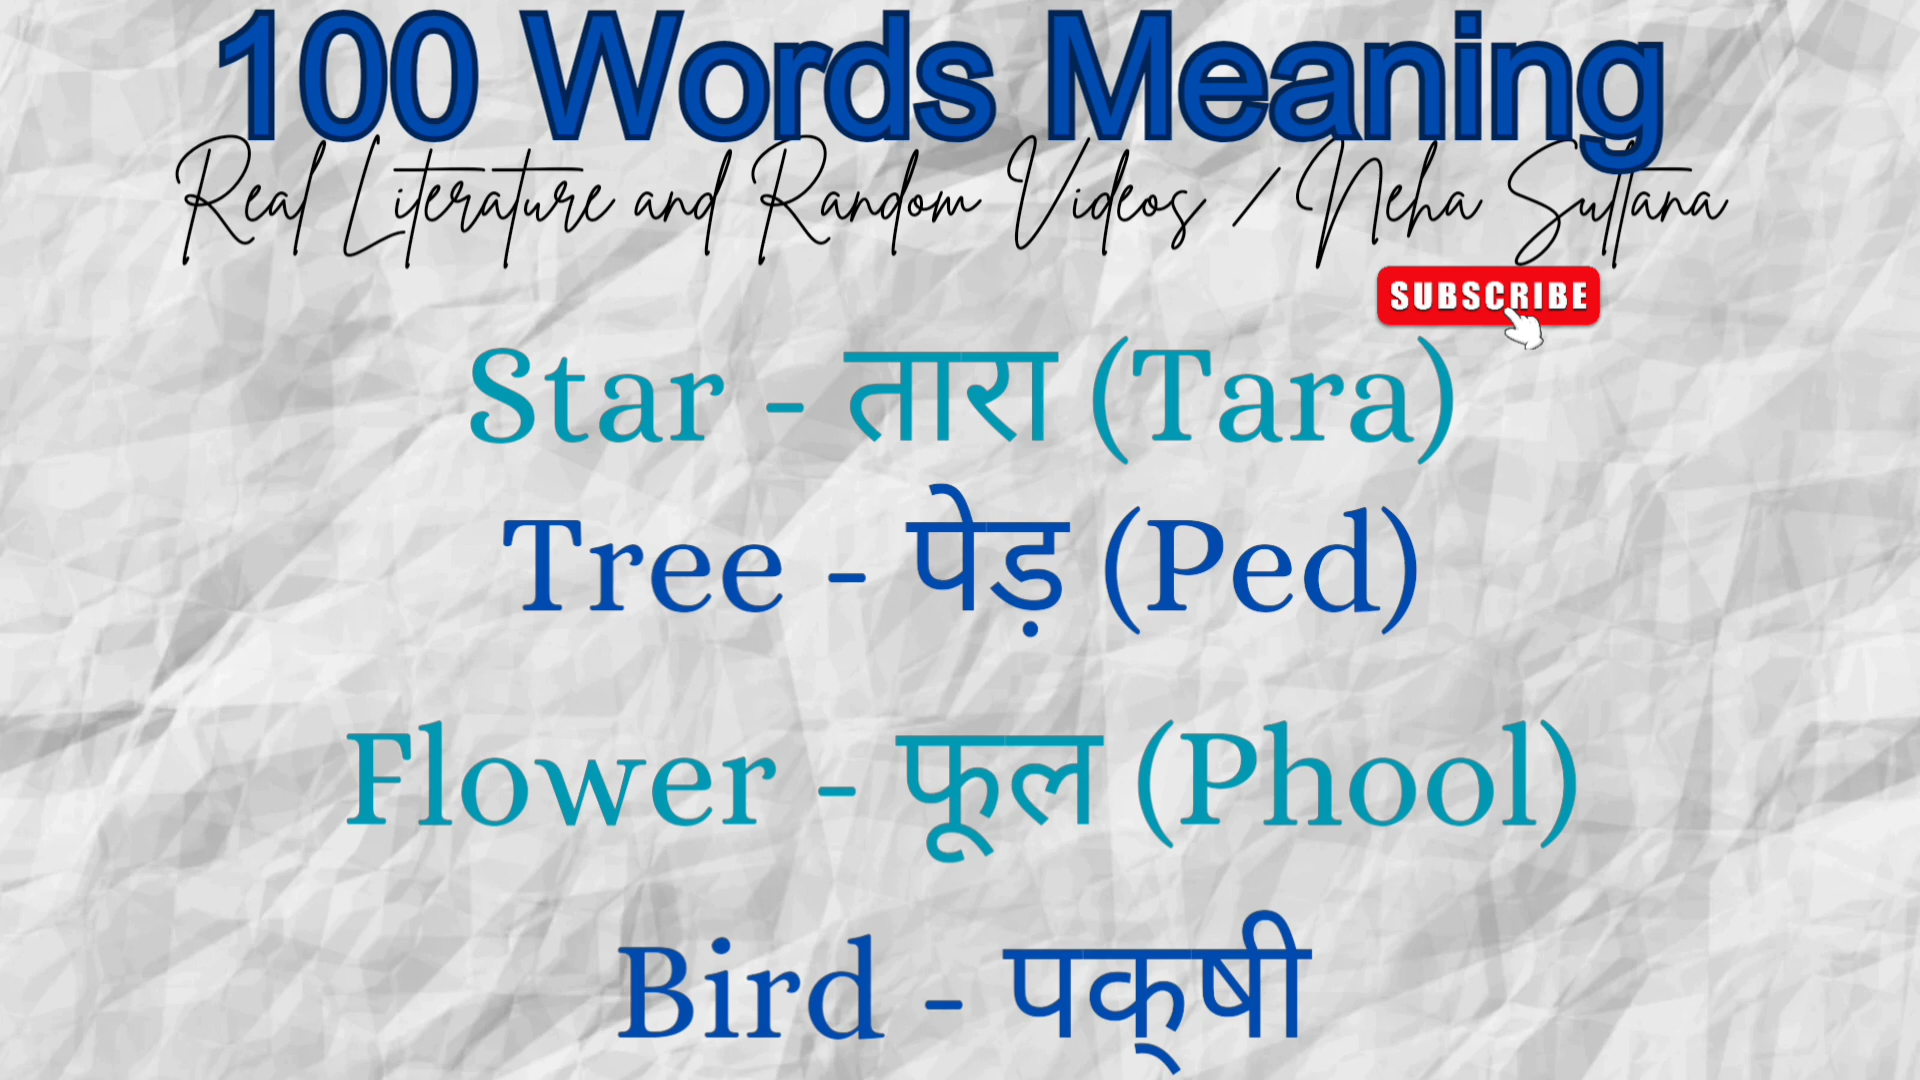 100 Words Meaning
Real Literature and Random Videos / Neha Sultana
SUBSCRIBE
Star - तारा (Tara)
Tree - पेड़ (Ped)
Flower - फूल (Phool)
Bird - पक्‌षी